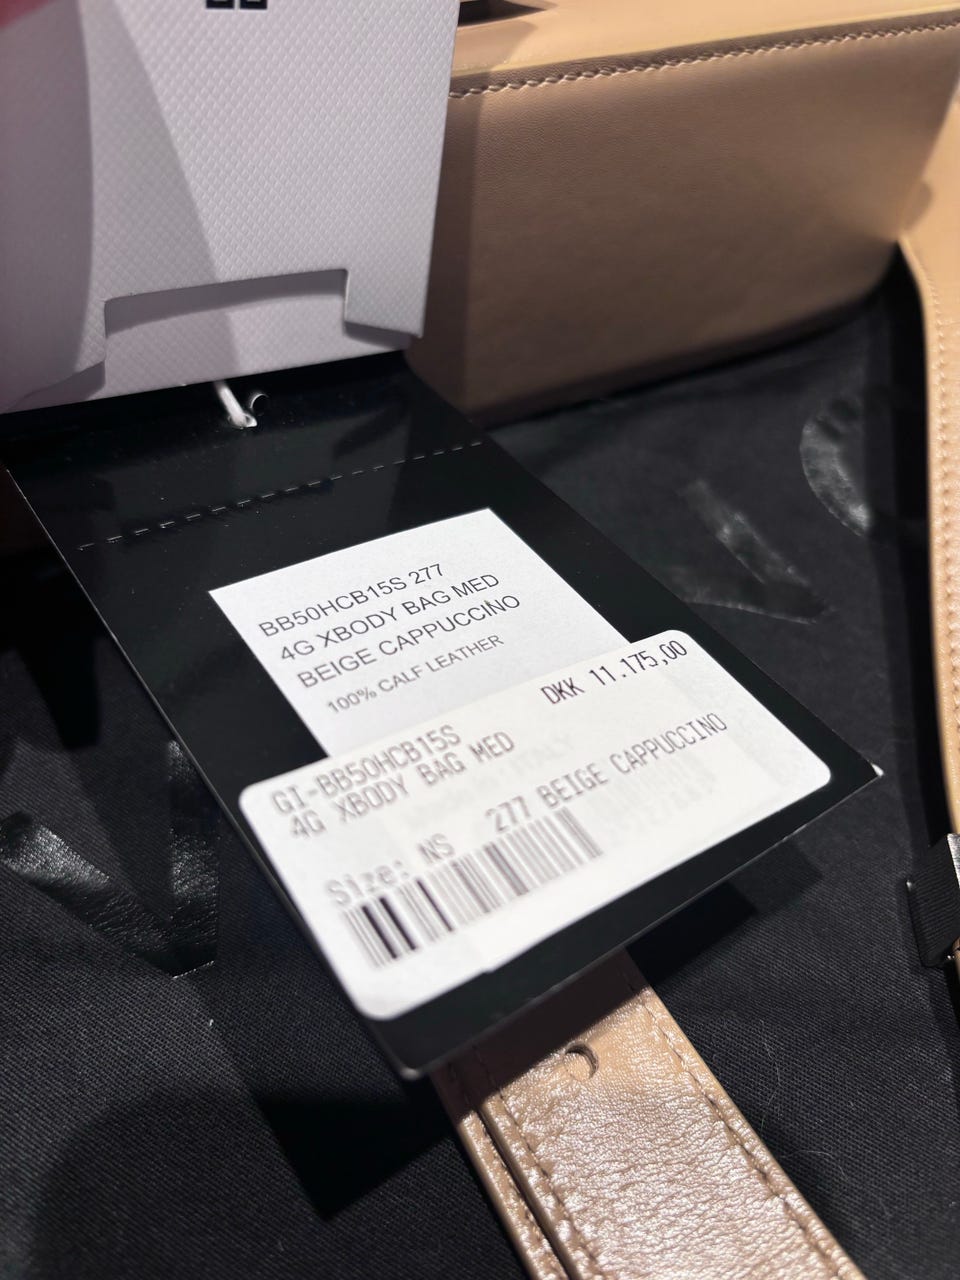 BB50HCB15S 277
4G XBODY BAG MED
BEIGE CAPPUCCINO
100% CALF LEATHER
DKK 11.175,00
GI-BB50HCB15S
4G XBODY BAG MED
277 BEIGE CAPPUCCINO
Size: NS